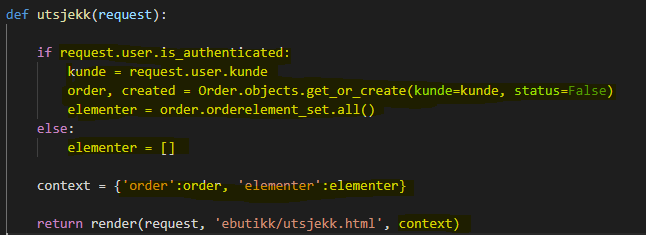 def utsjekk(request):
if request.user.is_authenticated:
kunde = request.user.kunde
order, created = Order.objects.get_or_create(kunde=kunde, status=False)
elementer = order.orderelement_set.all()
else:
elementer = []
context = {'order':order, 'elementer':elementer}
return render(request, 'ebutikk/utsjekk.html', context)